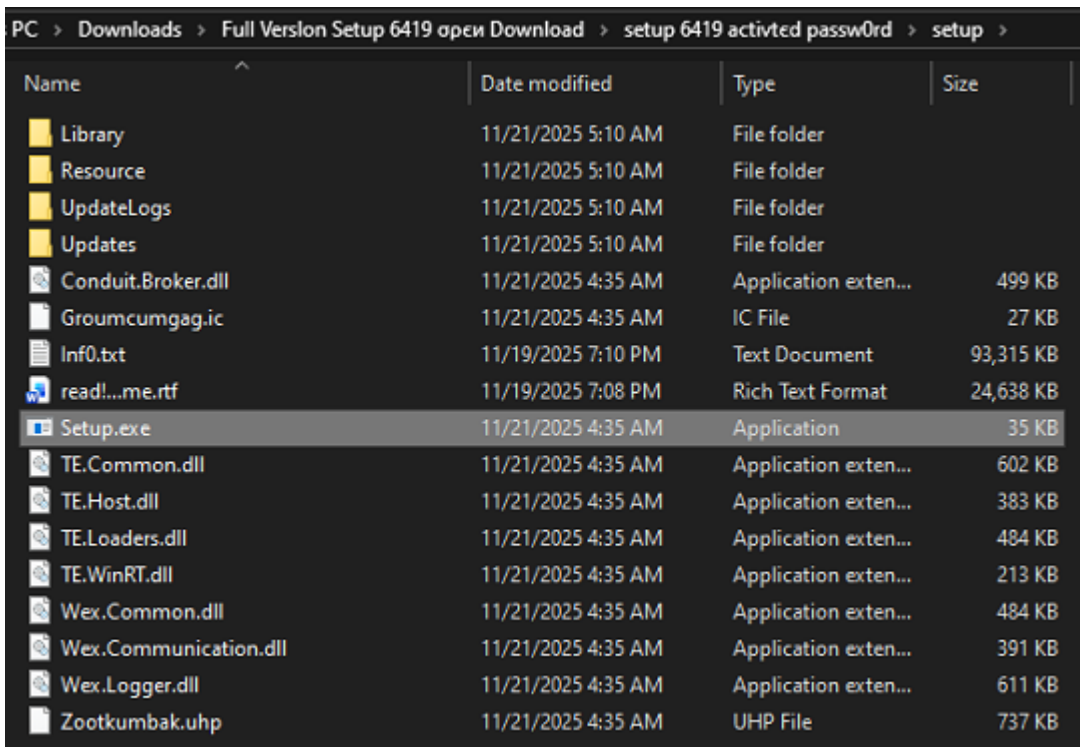 PC > Downloads > Full Verslon Setup 6419 σρєи Download > setup 6419 activtєd passw0rd > setup >
Name Date modified Type Size
Library 11/21/2025 5:10 AM File folder
Resource 11/21/2025 5:10 AM File folder
UpdateLogs 11/21/2025 5:10 AM File folder
Updates 11/21/2025 5:10 AM File folder
Conduit.Broker.dll 11/21/2025 4:35 AM Application exten... 499 KB
Groumcumgag.ic 11/21/2025 4:35 AM IC File 27 KB
Inf0.txt 11/19/2025 7:10 PM Text Document 93,315 KB
read!...me.rtf 11/19/2025 7:08 PM Rich Text Format 24,638 KB
Setup.exe 11/21/2025 4:35 AM Application 35 KB
TE.Common.dll 11/21/2025 4:35 AM Application exten... 602 KB
TE.Host.dll 11/21/2025 4:35 AM Application exten... 383 KB
TE.Loaders.dll 11/21/2025 4:35 AM Application exten... 484 KB
TE.WinRT.dll 11/21/2025 4:35 AM Application exten... 213 KB
Wex.Common.dll 11/21/2025 4:35 AM Application exten... 484 KB
Wex.Communication.dll 11/21/2025 4:35 AM Application exten... 391 KB
Wex.Logger.dll 11/21/2025 4:35 AM Application exten... 611 KB
Zootkumbak.uhp 11/21/2025 4:35 AM UHP File 737 KB